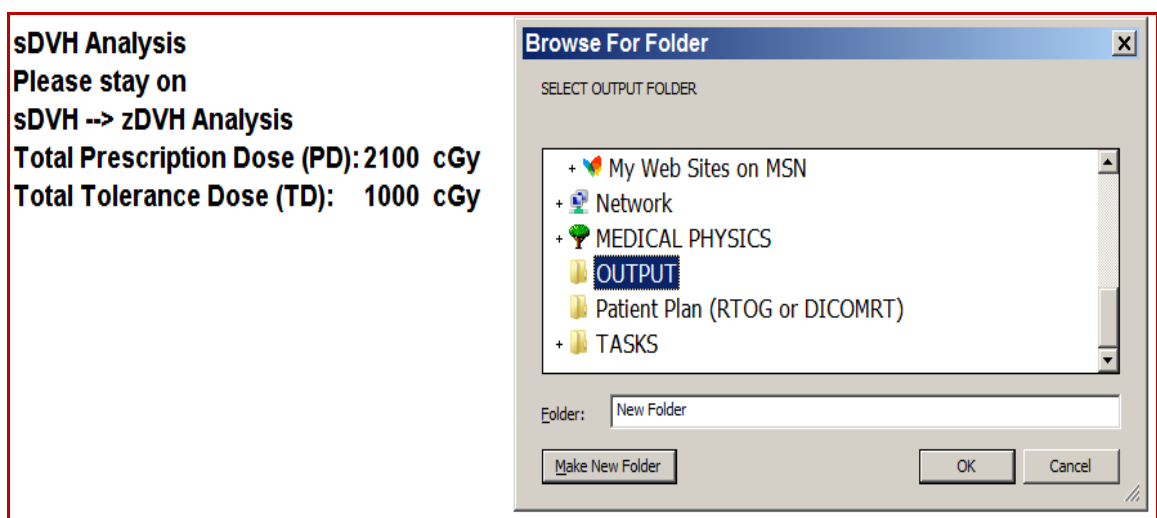 sDVH Analysis
Please stay on
sDVH --> zDVH Analysis
Total Prescription Dose (PD): 2100 cGy
Total Tolerance Dose (TD): 1000 cGy
Browse For Folder
SELECT OUTPUT FOLDER
My Web Sites on MSN
Network
MEDICAL PHYSICS
OUTPUT
Patient Plan (RTOG or DICOMRT)
TASKS
Folder: New Folder
Make New Folder OK Cancel